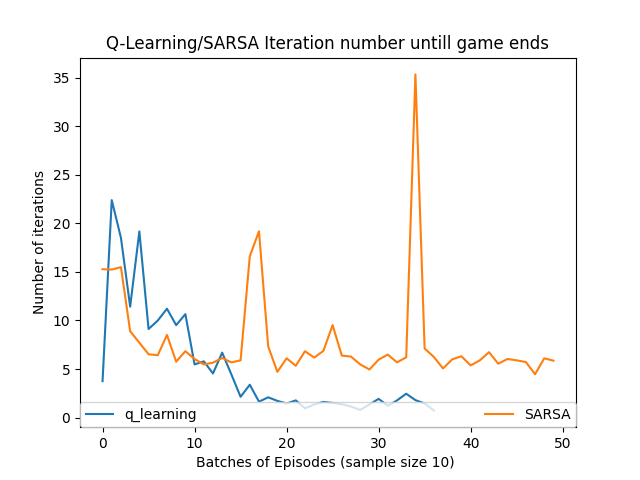 Q-Learning/SARSA Iteration number untill game ends
Number of iterations
35
30
25
20
15
10
5
0
q_learning
SARSA
0 10 20 30 40 50
Batches of Episodes (sample size 10)